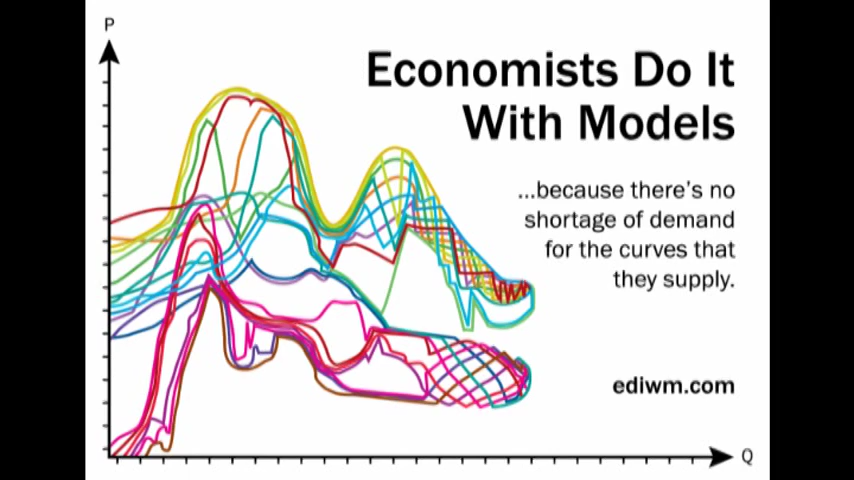 P
Economists Do It
With Models
...because there's no
shortage of demand
for the curves that
they supply.
ediwm.com
Q